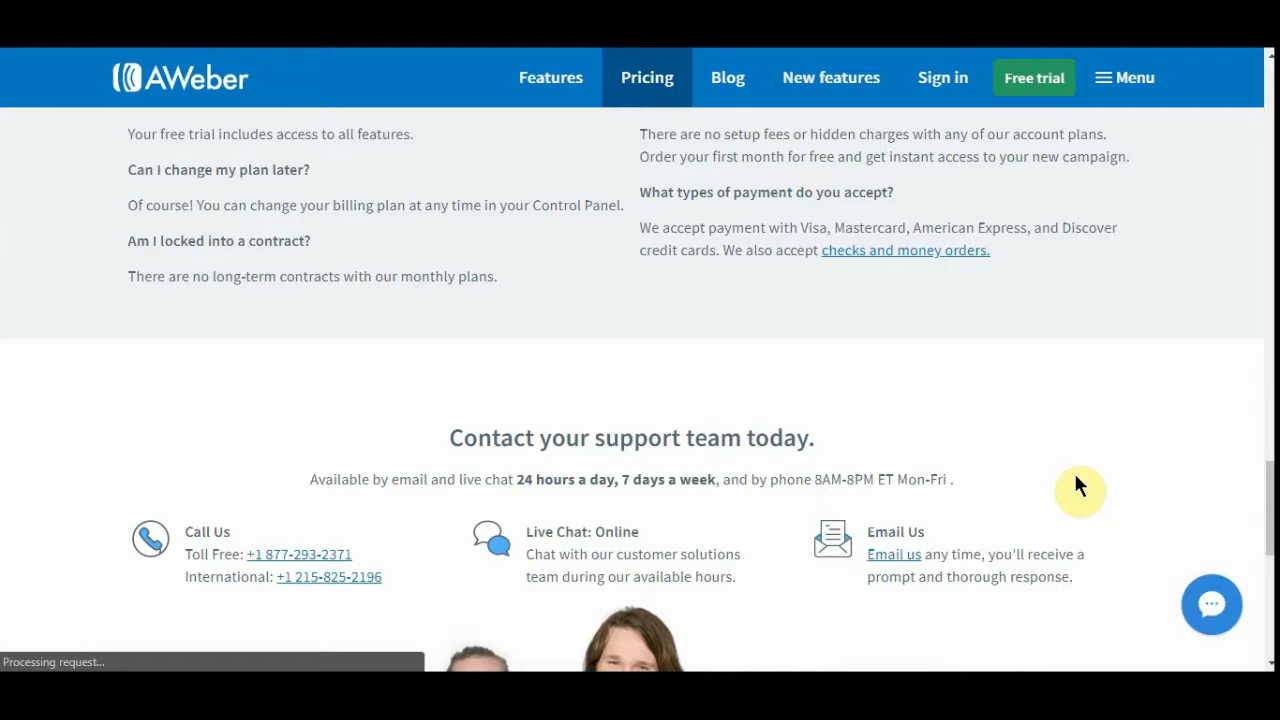 AWeber
Features
Pricing
Blog
New features
Sign in
Free trial
Menu
Your free trial includes access to all features.
Can I change my plan later?
Of course! You can change your billing plan at any time in your Control Panel.
Am I locked into a contract?
There are no long-term contracts with our monthly plans.
There are no setup fees or hidden charges with any of our account plans.
Order your first month for free and get instant access to your new campaign.
What types of payment do you accept?
We accept payment with Visa, Mastercard, American Express, and Discover
credit cards. We also accept checks and money orders.
Contact your support team today.
Available by email and live chat 24 hours a day, 7 days a week, and by phone 8AM-8PM ET Mon-Fri .
Call Us
Toll Free: +1 877-293-2371
International: +1 215-825-2196
Live Chat: Online
Chat with our customer solutions
team during our available hours.
Email Us
Email us any time, you'll receive a
prompt and thorough response.
Processing request...